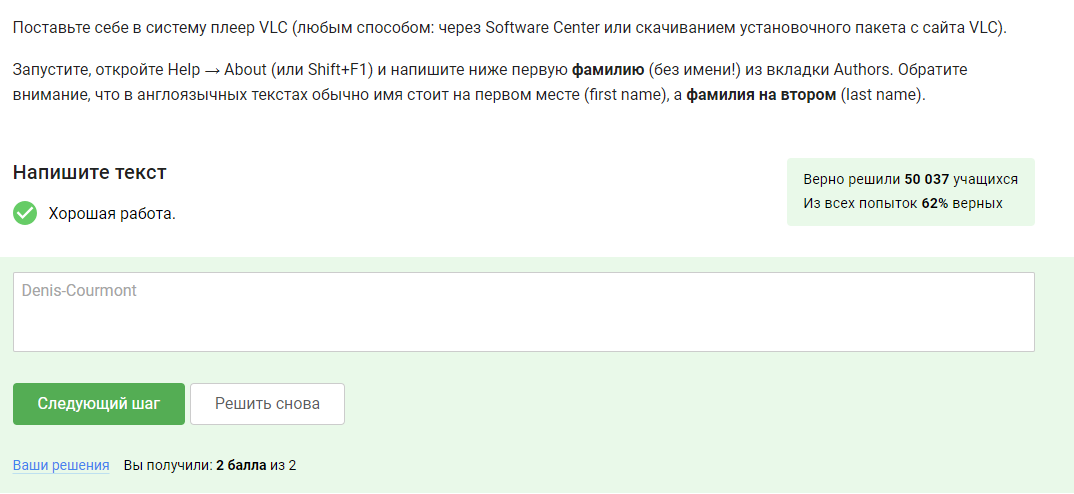 Поставьте себе в систему плеер VLC (любым способом: через Software Center или скачиванием установочного пакета с сайта VLC).
Запустите, откройте Help → About (или Shift+F1) и напишите ниже первую фамилию (без имени!) из вкладки Authors. Обратите
внимание, что в англоязычных текстах обычно имя стоит на первом месте (first name), а фамилия на втором (last name).
Напишите текст
Верно решили 50 037 учащихся
Из всех попыток 62% верных
Хорошая работа.
Denis-Courmont
Следующий шаг
Решить снова
Ваши решения Вы получили: 2 балла из 2